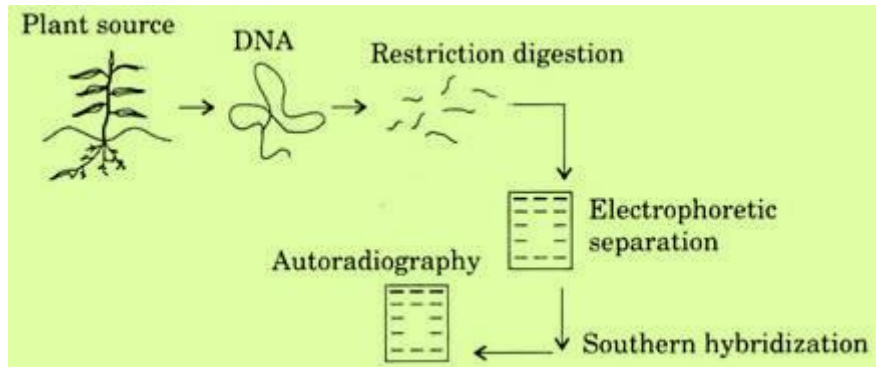 Plant source
DNA
Restriction digestion
Electrophoretic
separation
Southern hybridization
Autoradiography